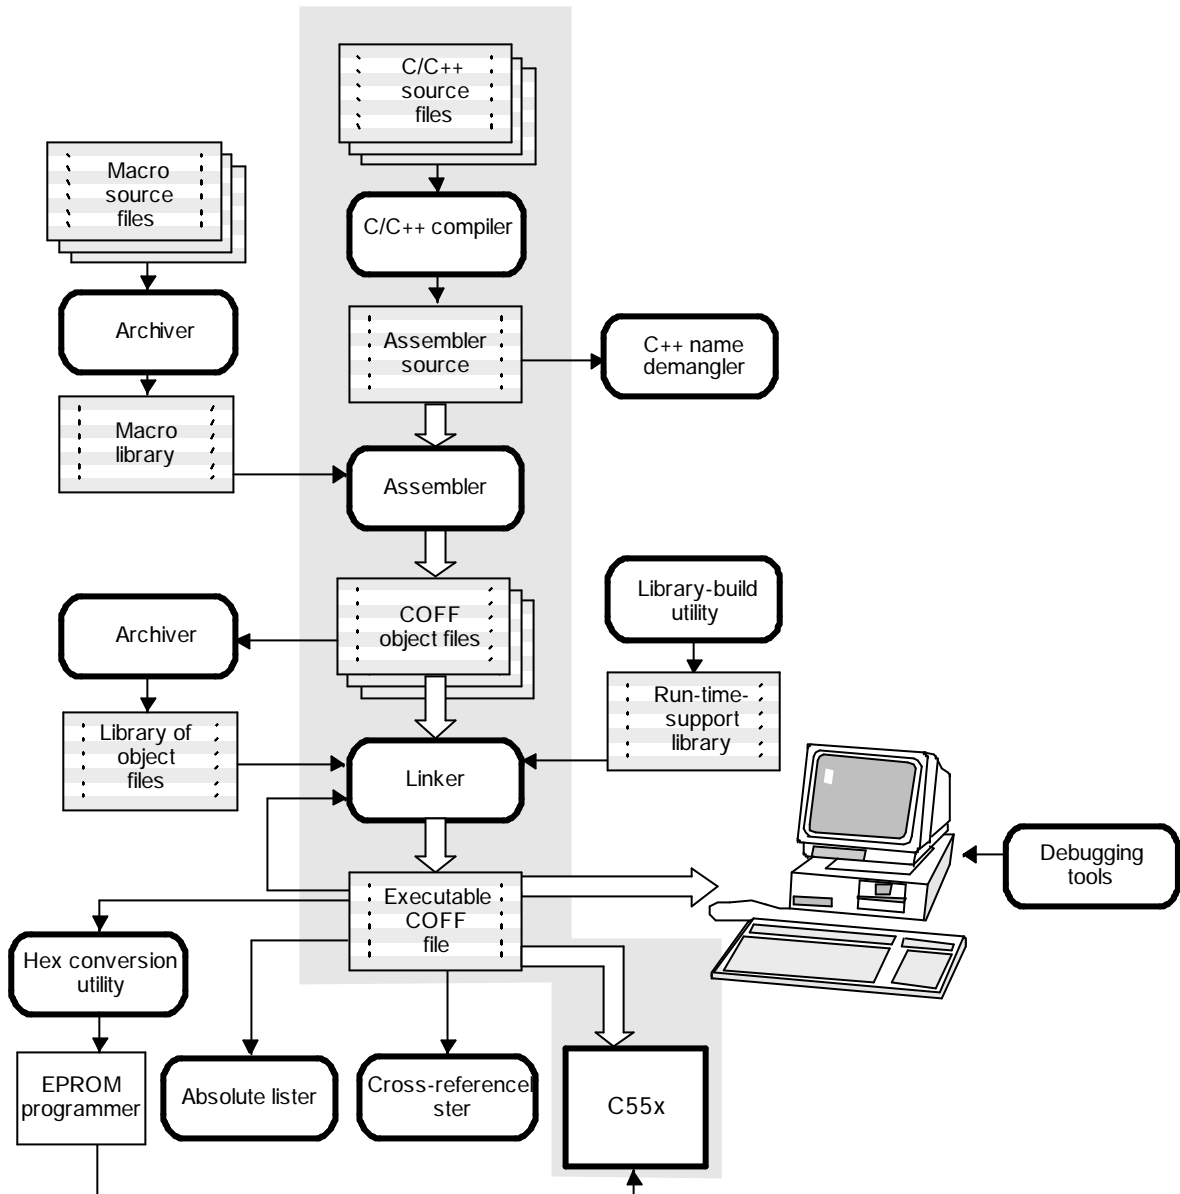 C/C++
source
files
Macro
source
files
C/C++ compiler
Archiver
Assembler
source
C++ name
demangler
Macro
library
Assembler
Library-build
utility
COFF
object files
Archiver
Run-time-
support
library
Library of
object
files
Linker
Debugging
tools
Executable
COFF
file
Hex conversion
utility
EPROM
programmer
Absolute lister
Cross-referencel
ster
C55x